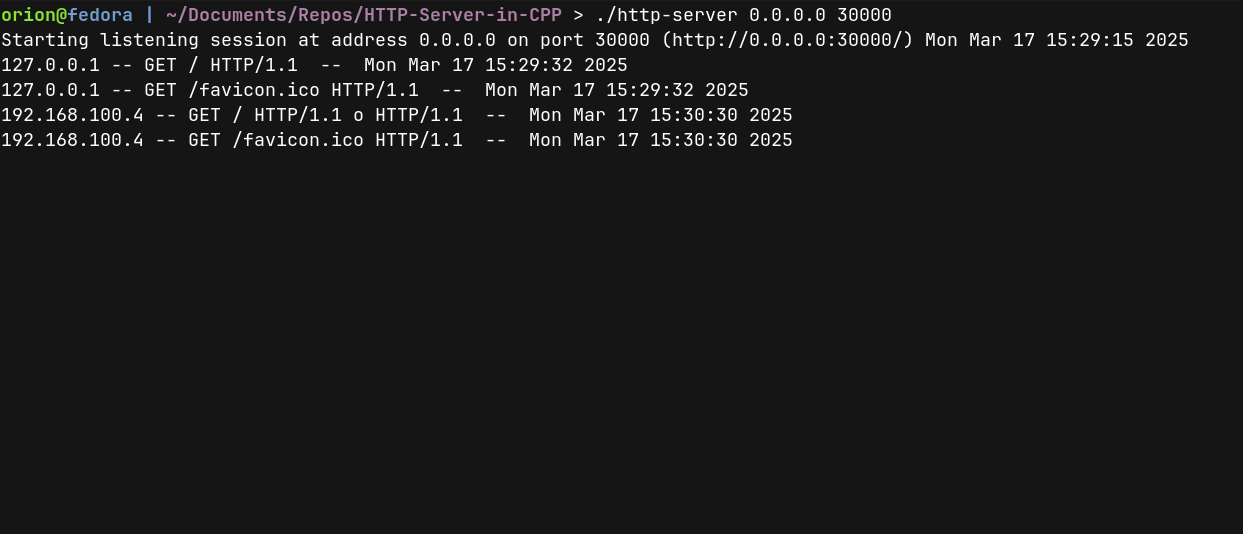 orion@fedora | ~/Documents/Repos/HTTP-Server-in-CPP > ./http-server 0.0.0.0 30000
Starting listening session at address 0.0.0.0 on port 30000 (http://0.0.0.0:30000/) Mon Mar 17 15:29:15 2025
127.0.0.1 -- GET / HTTP/1.1  --  Mon Mar 17 15:29:32 2025
127.0.0.1 -- GET /favicon.ico HTTP/1.1  --  Mon Mar 17 15:29:32 2025
192.168.100.4 -- GET / HTTP/1.1 o HTTP/1.1  --  Mon Mar 17 15:30:30 2025
192.168.100.4 -- GET /favicon.ico HTTP/1.1  --  Mon Mar 17 15:30:30 2025